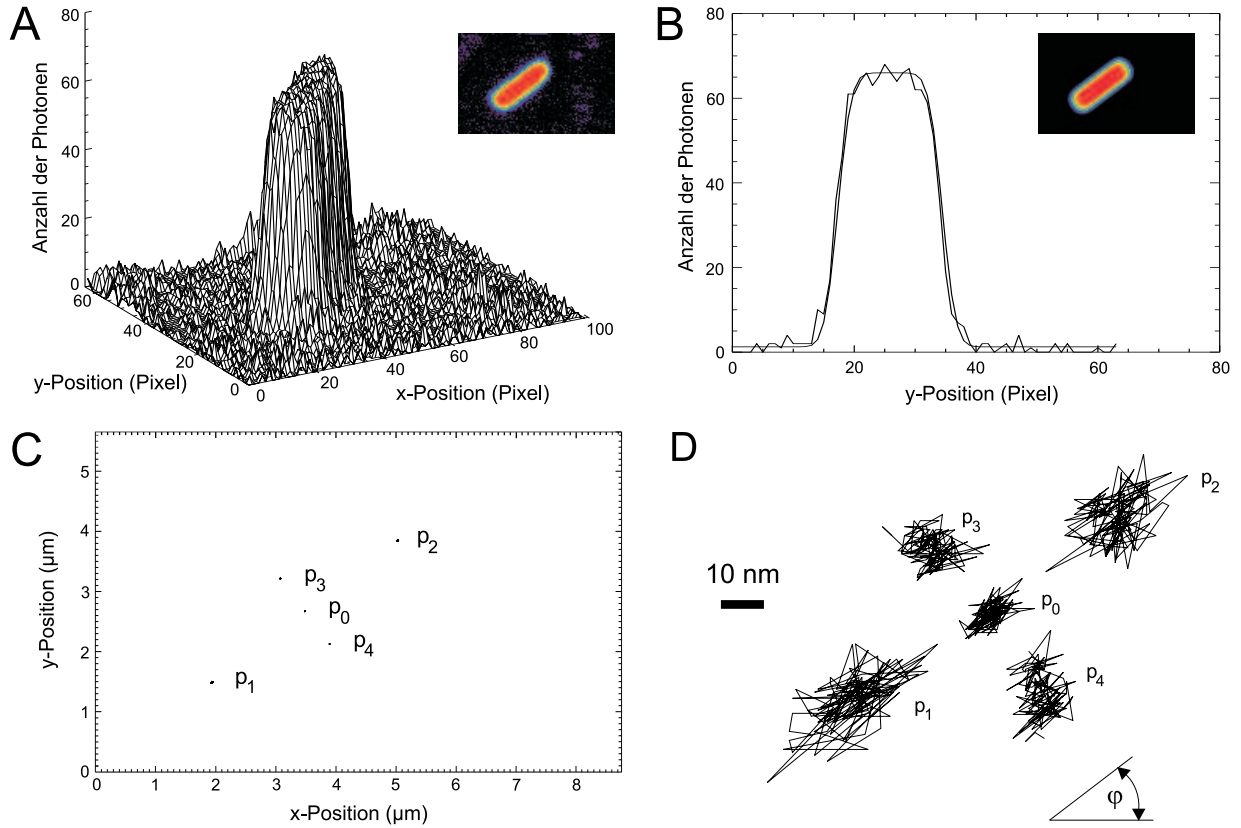 A
80
60
40
20
0
Anzahl der Photonen
60
40
20
0
y-Position (Pixel)
0
20
40
60
80
100
x-Position (Pixel)
B
80
60
40
20
0
Anzahl der Photonen
0
20
40
60
80
y-Position (Pixel)
C
5
4
3
2
1
0
y-Position (µm)
p2
p3
p0
p4
p1
0
1
2
3
4
5
6
7
8
x-Position (µm)
D
p2
p3
10 nm
p0
p4
p1
φ